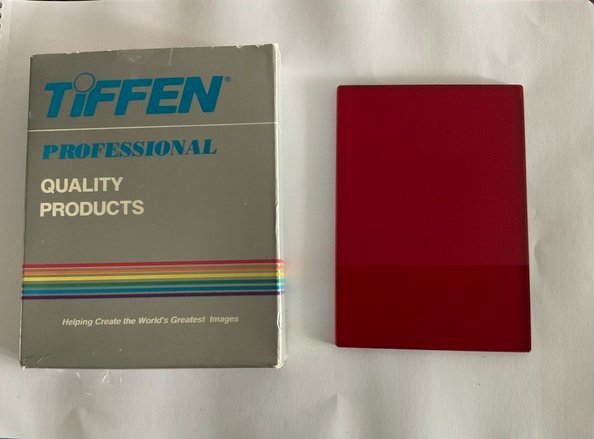 TIFFEN®
PROFESSIONAL
QUALITY
PRODUCTS
Helping Create the World's Greatest Images